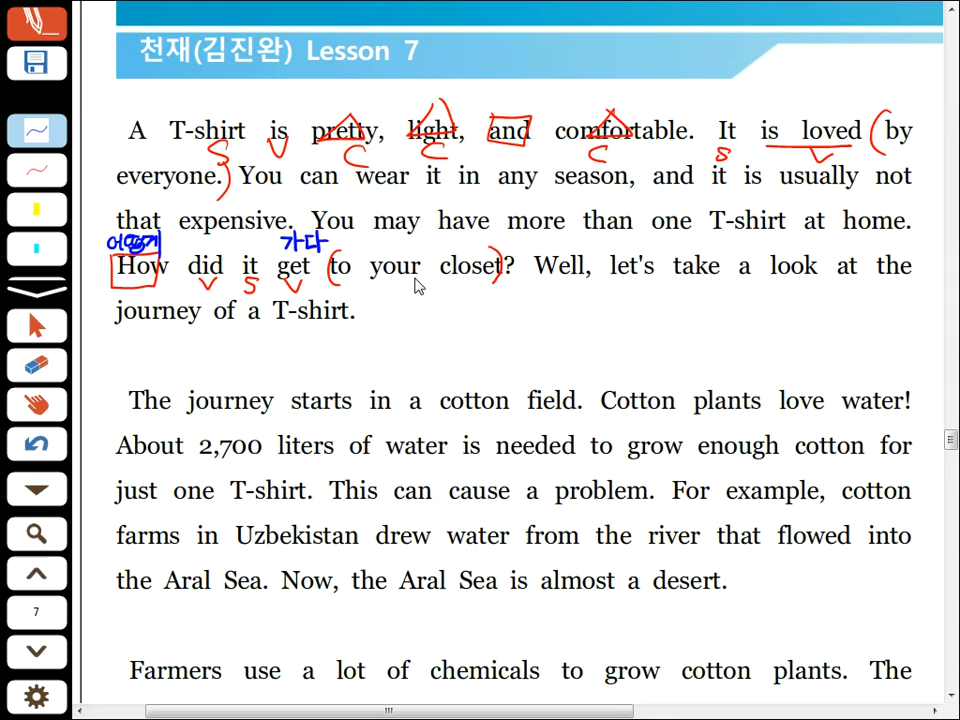 천재(김진완) Lesson 7
A T-shirt is pretty, light, and comfortable. It is loved (by
S V C C C S V
everyone.) You can wear it in any season, and it is usually not
that expensive. You may have more than one T-shirt at home.
어떻게 가다
How did it get (to your closet)? Well, let's take a look at the
V S V
journey of a T-shirt.
The journey starts in a cotton field. Cotton plants love water!
About 2,700 liters of water is needed to grow enough cotton for
just one T-shirt. This can cause a problem. For example, cotton
farms in Uzbekistan drew water from the river that flowed into
the Aral Sea. Now, the Aral Sea is almost a desert.
Farmers use a lot of chemicals to grow cotton plants. The
7